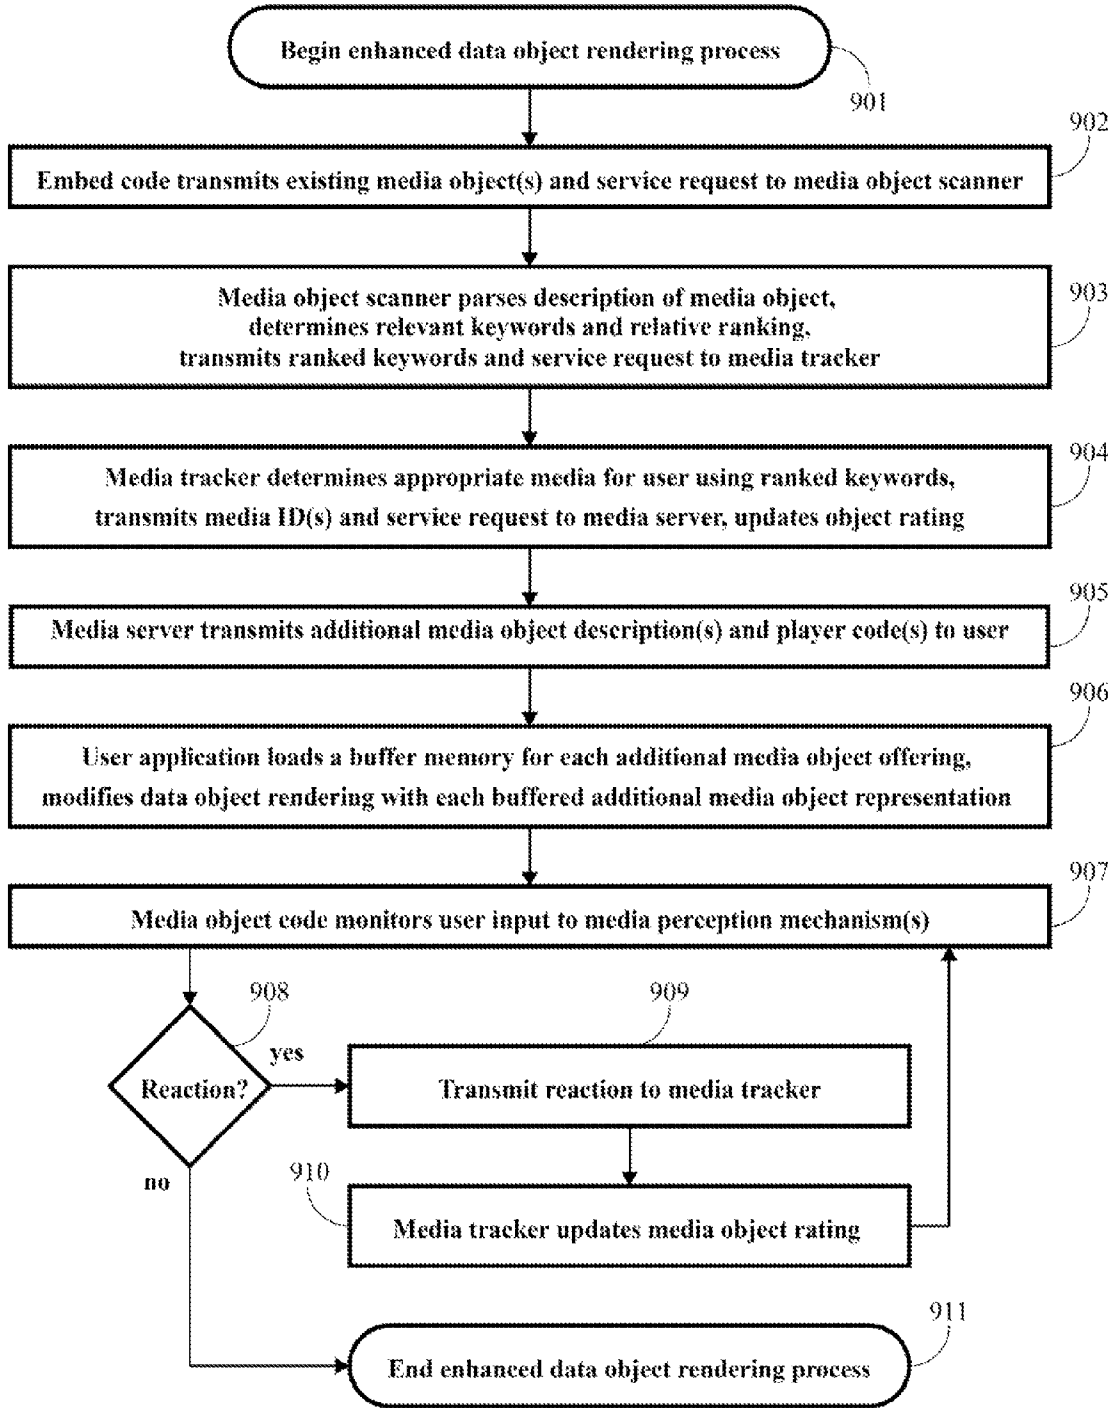 Begin enhanced data object rendering process
901
902
Embed code transmits existing media object(s) and service request to media object scanner
903
Media object scanner parses description of media object,
determines relevant keywords and relative ranking,
transmits ranked keywords and service request to media tracker
904
Media tracker determines appropriate media for user using ranked keywords,
transmits media ID(s) and service request to media server, updates object rating
905
Media server transmits additional media object description(s) and player code(s) to user
906
User application loads a buffer memory for each additional media object offering,
modifies data object rendering with each buffered additional media object representation
907
Media object code monitors user input to media perception mechanism(s)
908
909
yes
Reaction?
Transmit reaction to media tracker
no
910
Media tracker updates media object rating
911
End enhanced data object rendering process